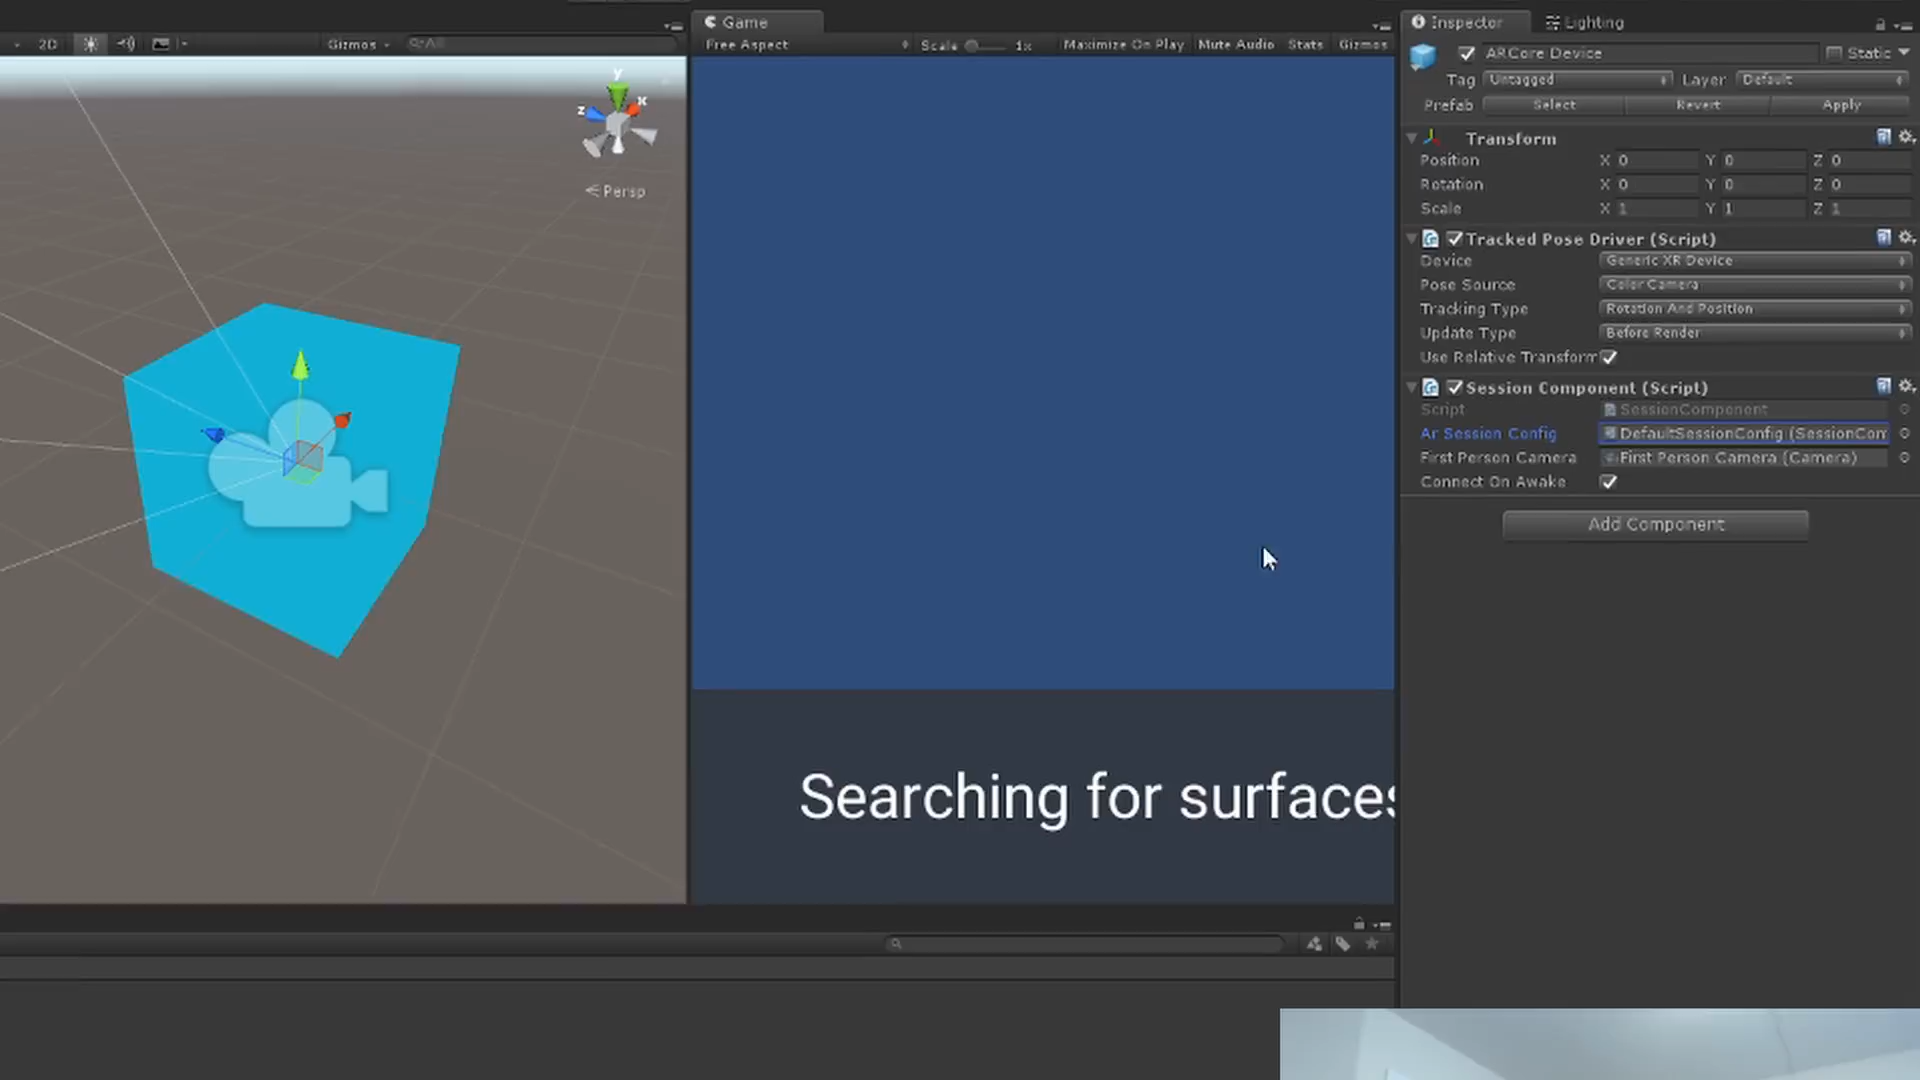 Game
Inspector
Lighting
2D
Gizmos
All
Free Aspect
Scale
1x
Maximize On Play
Mute Audio
Stats
Gizmos
ARCore Device
Static
Tag
Untagged
Layer
Default
Prefab
Select
Revert
Apply
y
x
z
Persp
Transform
Position X 0 Y 0 Z 0
Rotation X 0 Y 0 Z 0
Scale X 1 Y 1 Z 1
Tracked Pose Driver (Script)
Device Generic XR Device
Pose Source Color Camera
Tracking Type Rotation And Position
Update Type Before Render
Use Relative Transform
Session Component (Script)
Script SessionComponent
Ar Session Config DefaultSessionConfig (SessionCon
First Person Camera First Person Camera (Camera)
Connect On Awake
Add Component
Searching for surfaces